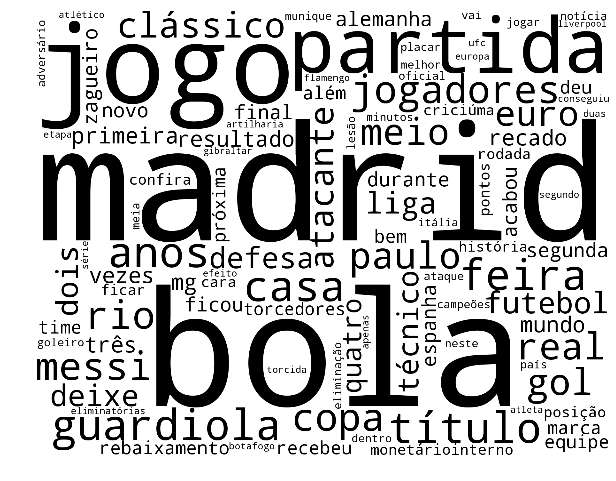 atlético clássico munique alemanha vai jogar notícia liverpool
adversário jogo zagueiro partida placar ufc europa
melhor oficial flamengo jogadores deu conseguiu
novo final além criciúma euro duas
artilharia minutos
etapa primeira resultado lesão meio recado
gibraltar rodada
madrid
confira próxima atacante durante pontos acabou segundo
meia liga itália
bem história segunda
série anos defesa paulo feira
dois vezes efeito ataque
ficar mg cara casa técnico espanha futebol
rio ficou torcedores quatro apenas campeões
time mundo
goleiro três bola neste real
messi torcida eliminação país gol
deixe
eliminatórias copa atleta posição
guardiola título marca
dentro equipe
rebaixamento botafogo recebeu monetário interno